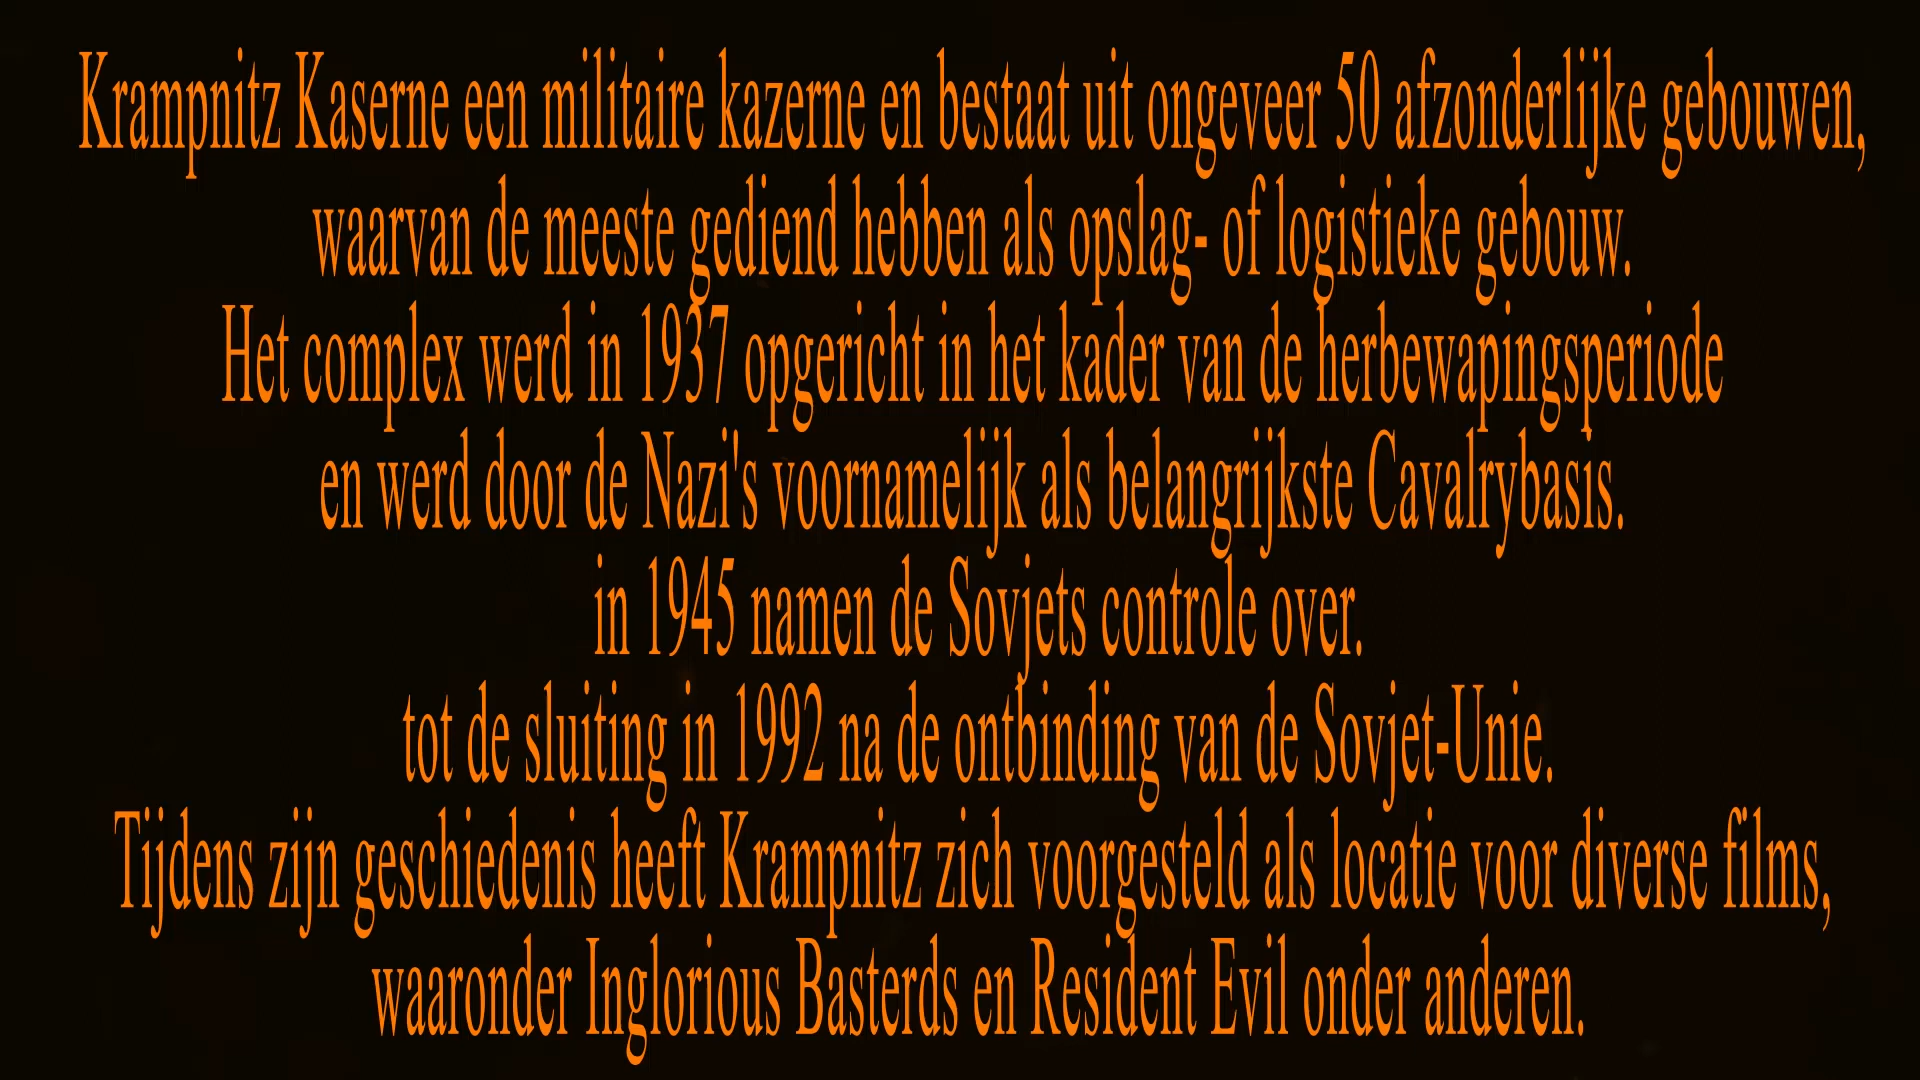 Krampnitz Kaserne een militaire kazerne en bestaat uit ongeveer 50 afzonderlijke gebouwen,
waarvan de meeste gediend hebben als opslag- of logistieke gebouw.
Het complex werd in 1937 opgericht in het kader van de herbewapingsperiode
en werd door de Nazi's voornamelijk als belangrijkste Cavalrybasis.
in 1945 namen de Sovjets controle over.
tot de sluiting in 1992 na de ontbinding van de Sovjet-Unie.
Tijdens zijn geschiedenis heeft Krampnitz zich voorgesteld als locatie voor diverse films,
waaronder Inglorious Basterds en Resident Evil onder anderen.